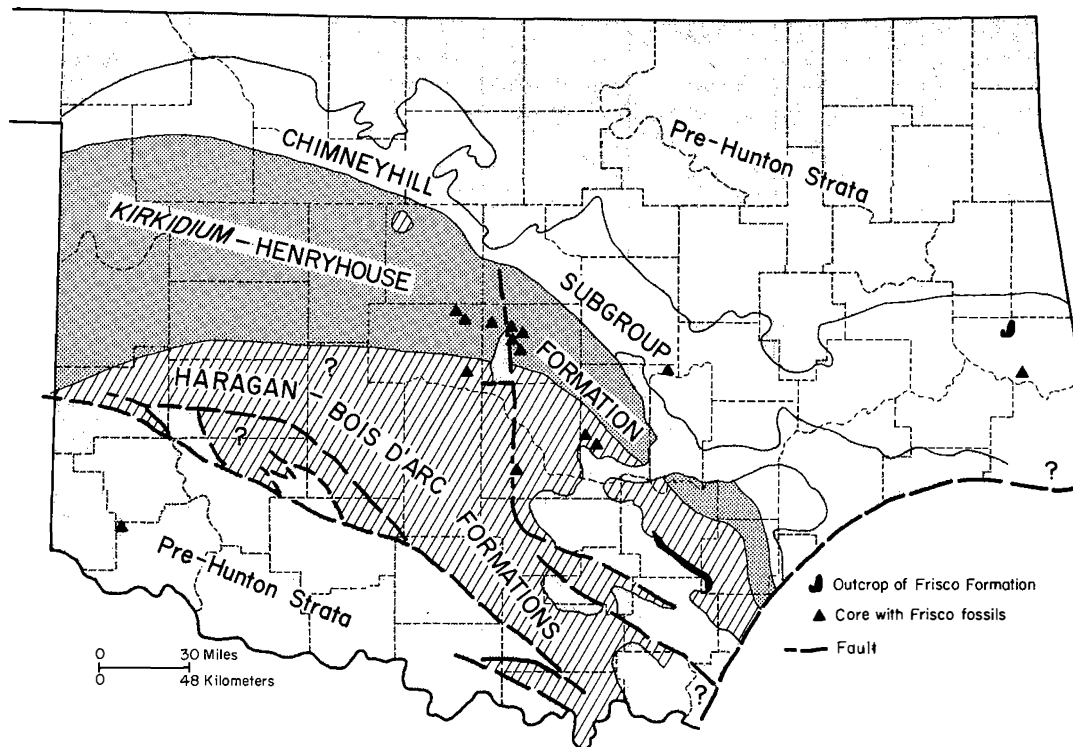 CHIMNEYHILL
SUBGROUP
Pre-Hunton Strata
KIRKIDIUM – HENRYHOUSE
FORMATION
?
HARAGAN – BOIS D'ARC
FORMATIONS
?
?
?
Pre-Hunton Strata
Outcrop of Frisco Formation
Core with Frisco fossils
Fault
0 30 Miles
0 48 Kilometers